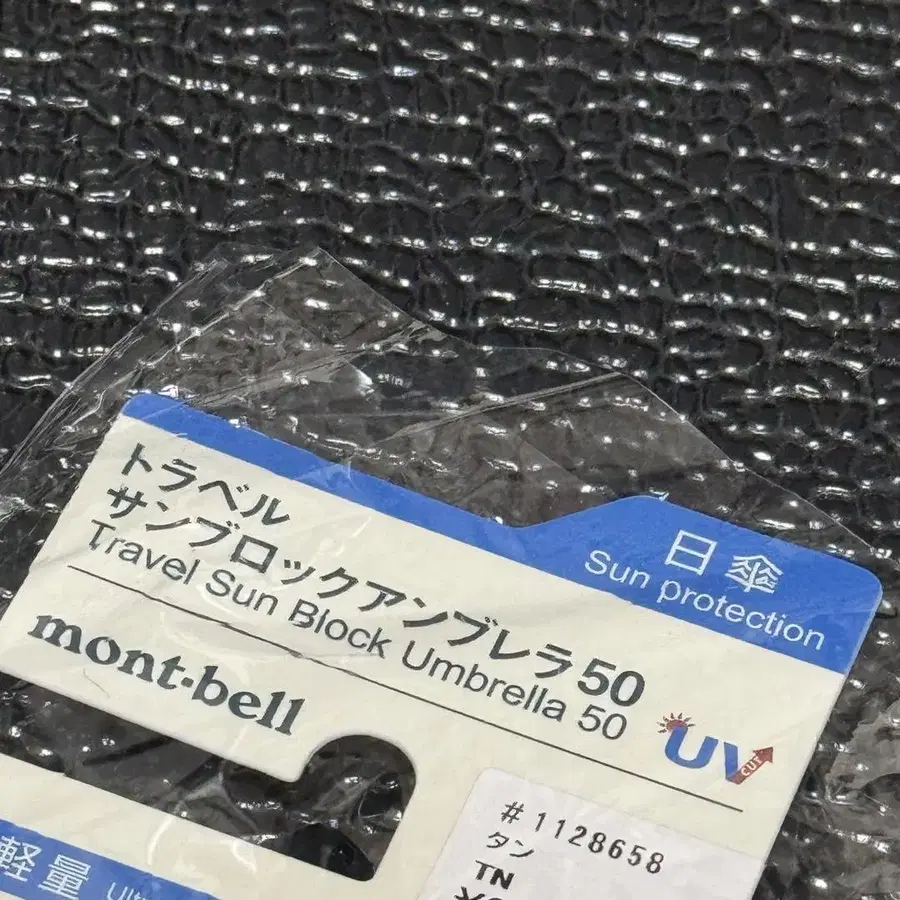 日傘
Sun protection
トラベル
サンブロックアンブレラ50
Travel Sun Block Umbrella 50
mont-bell
UV
CUT
#1128658
タン
TN
軽量